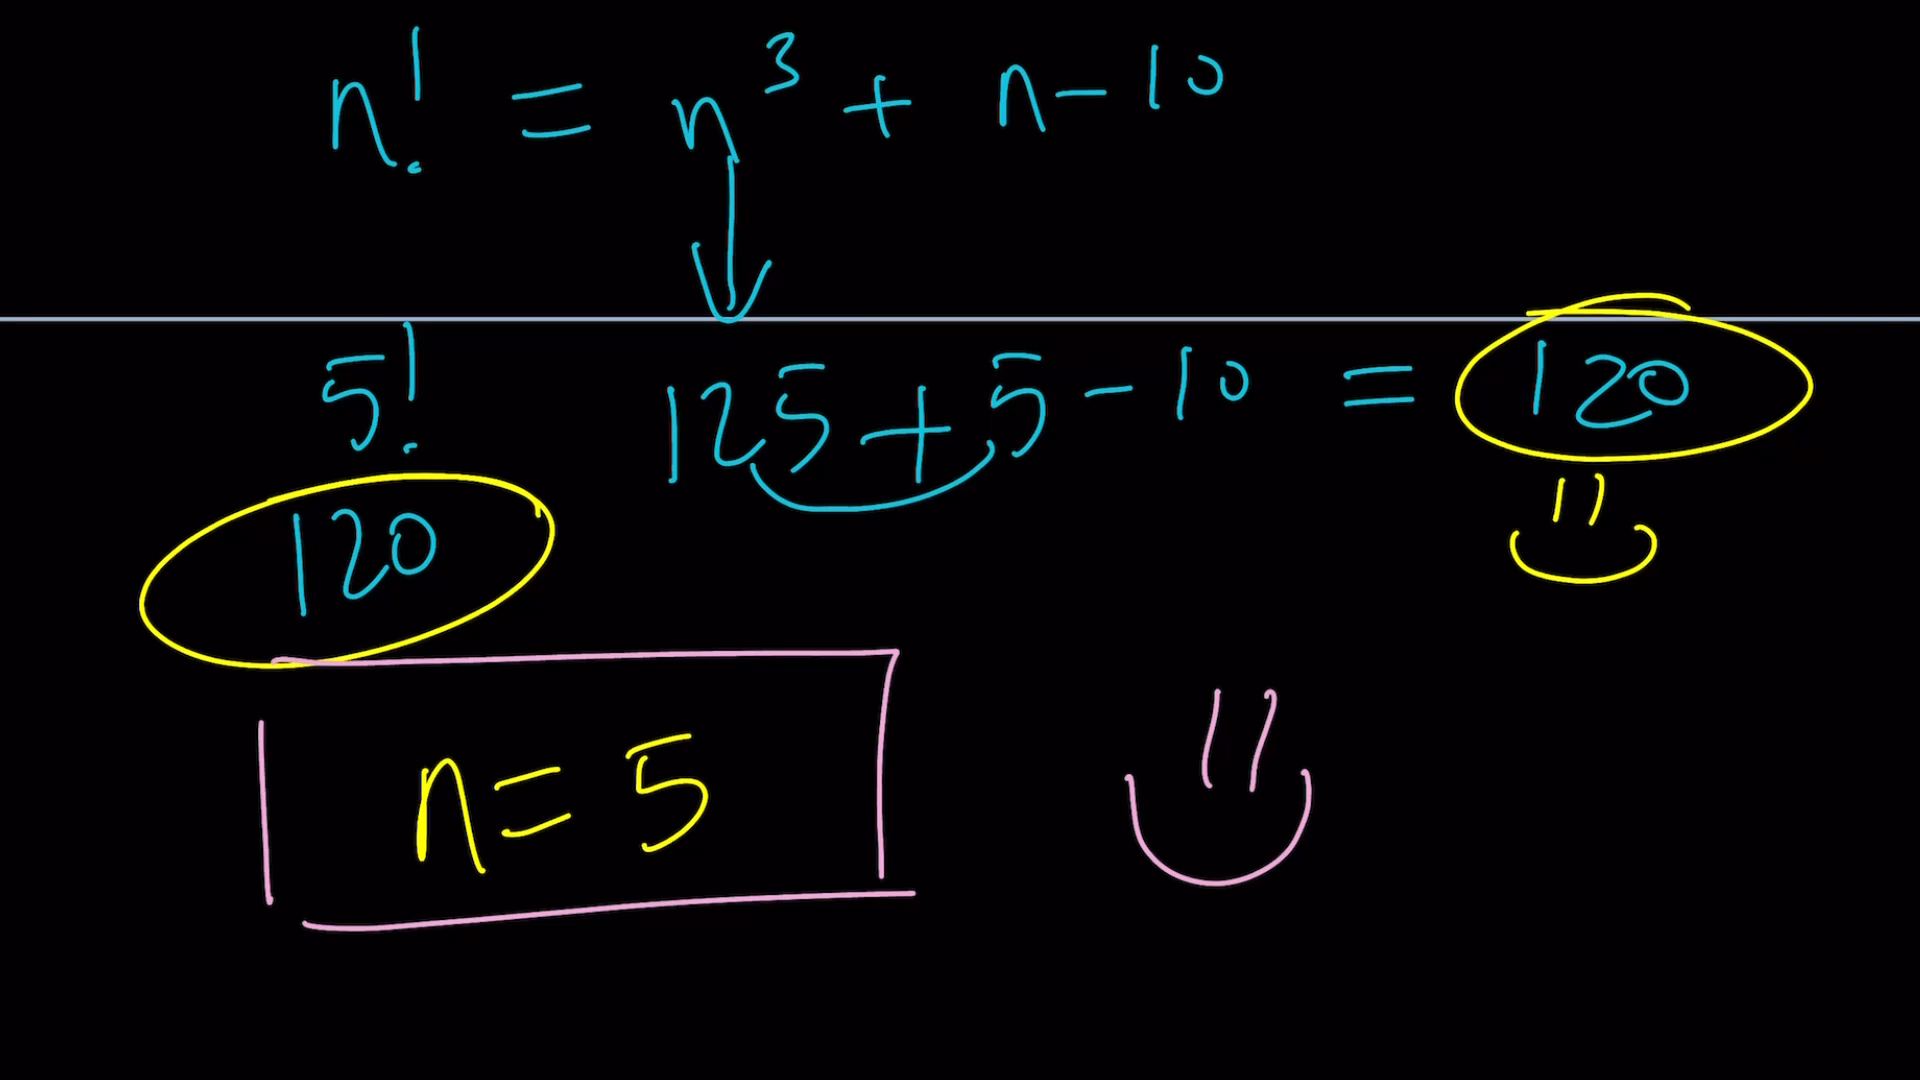 n! = n³ + n - 10
5! 125 + 5 - 10 = 120
120
n = 5